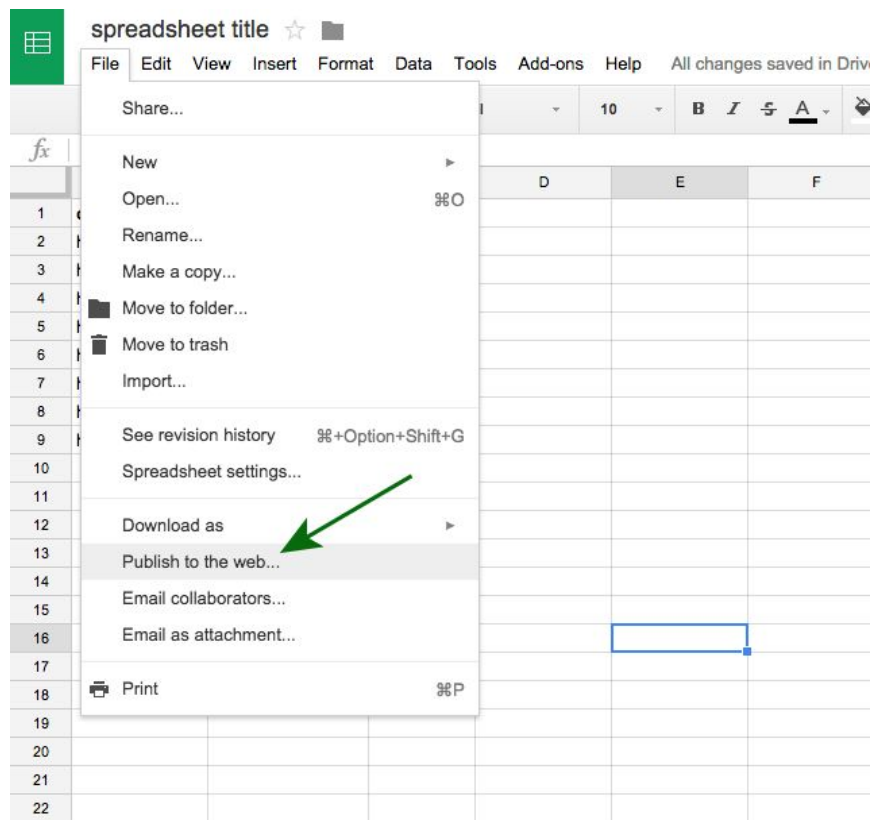 spreadsheet title
File Edit View Insert Format Data Tools Add-ons Help All changes saved in
Share...
10 B I S A
fx
New
D E F
Open... ⌘O
1
Rename...
2
Make a copy...
3
Move to folder...
4
5
Move to trash
6
Import...
7
8
See revision history ⌘+Option+Shift+G
9
Spreadsheet settings...
10
11
Download as
12
Publish to the web...
13
14
Email collaborators...
15
Email as attachment...
16
17
Print ⌘P
18
19
20
21
22